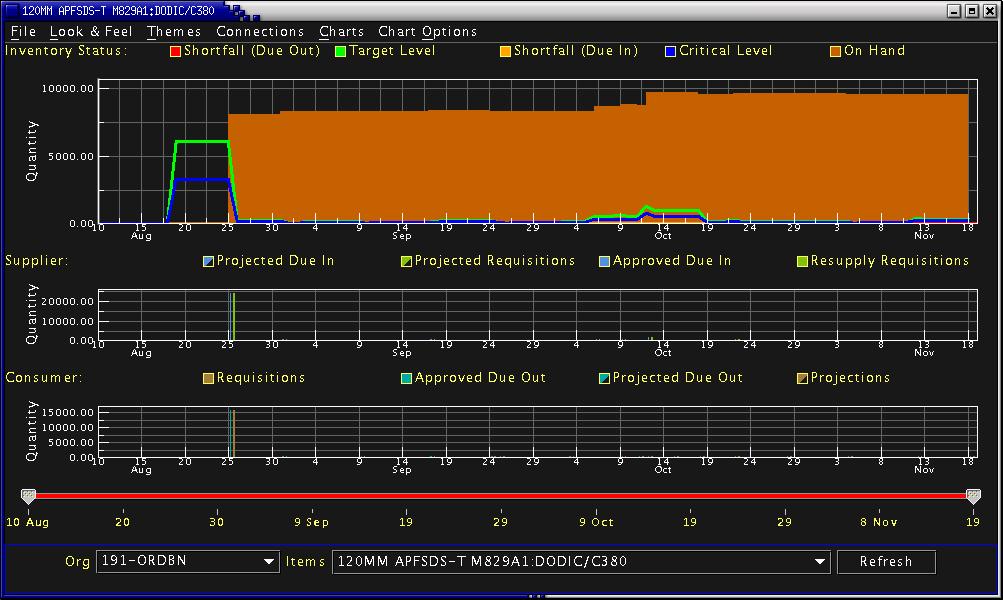 120MM APFSDS-T M829A1:DODIC/C380
File Look & Feel Themes Connections Charts Chart Options
Inventory Status: Shortfall (Due Out) Target Level Shortfall (Due In) Critical Level On Hand
10000.00
5000.00
0.00
Quantity
10 15 20 25 30 4 9 14 19 24 29 4 9 14 19 24 29 3 8 13 18
Aug Sep Oct Nov
Supplier: Projected Due In Projected Requisitions Approved Due In Resupply Requisitions
20000.00
10000.00
0.00
Quantity
10 15 20 25 30 4 9 14 19 24 29 4 9 14 19 24 29 3 8 13 18
Aug Sep Oct Nov
Consumer: Requisitions Approved Due Out Projected Due Out Projections
15000.00
10000.00
5000.00
0.00
Quantity
10 15 20 25 30 4 9 14 19 24 29 4 9 14 19 24 29 3 8 13 18
Aug Sep Oct Nov
10 Aug 20 30 9 Sep 19 29 9 Oct 19 29 8 Nov 19
Org 191-ORDBN Items 120MM APFSDS-T M829A1:DODIC/C380 Refresh